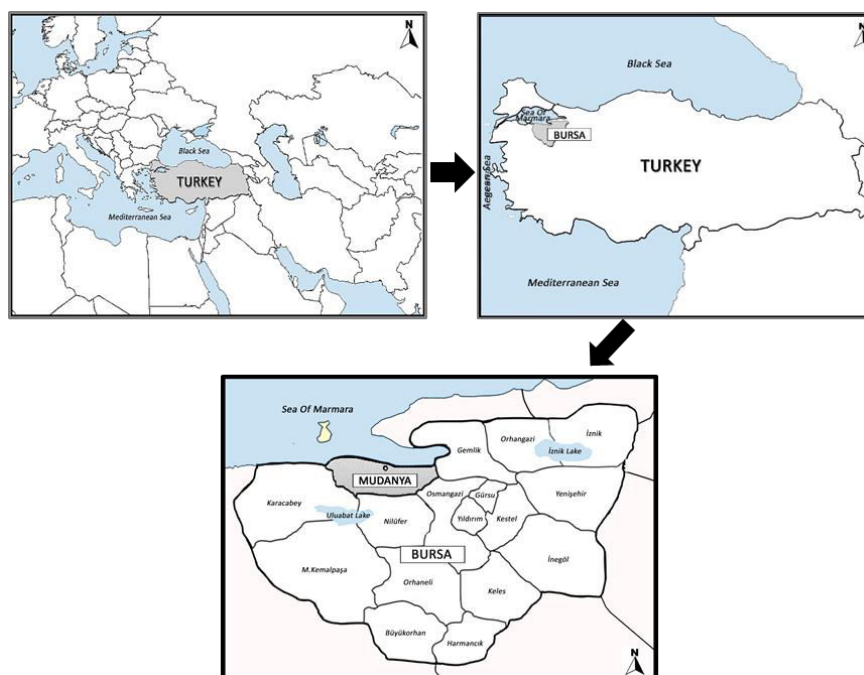 N
Black Sea
TURKEY
Mediterranean Sea
N
Black Sea
Sea Of
Marmara
BURSA
TURKEY
Aegean Sea
Mediterranean Sea
Sea Of Marmara
Gemlik
Orhangazi
İznik
İznik Lake
MUDANYA
Karacabey
Osmangazi
Gürsu
Yenişehir
Uluabat Lake
Nilüfer
Yıldırım
Kestel
BURSA
İnegöl
M.Kemalpaşa
Orhaneli
Keles
Büyükorhan
Harmancık
N